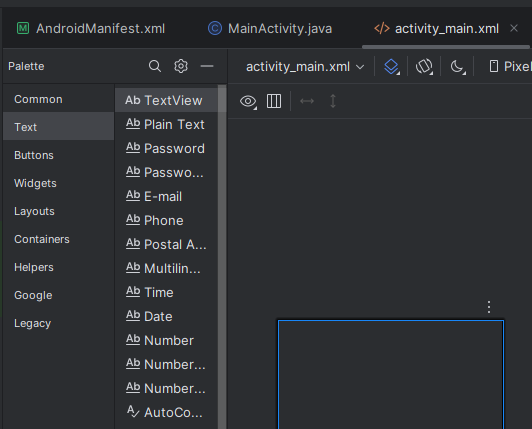 AndroidManifest.xml
MainActivity.java
activity_main.xml
Palette
activity_main.xml
Pixel
Common
Text
Buttons
Widgets
Layouts
Containers
Helpers
Google
Legacy
Ab TextView
Ab Plain Text
Ab Password
Ab Passwo...
Ab E-mail
Ab Phone
Ab Postal A...
Ab Multilin...
Ab Time
Ab Date
Ab Number
Ab Number...
Ab Number...
AutoCo...